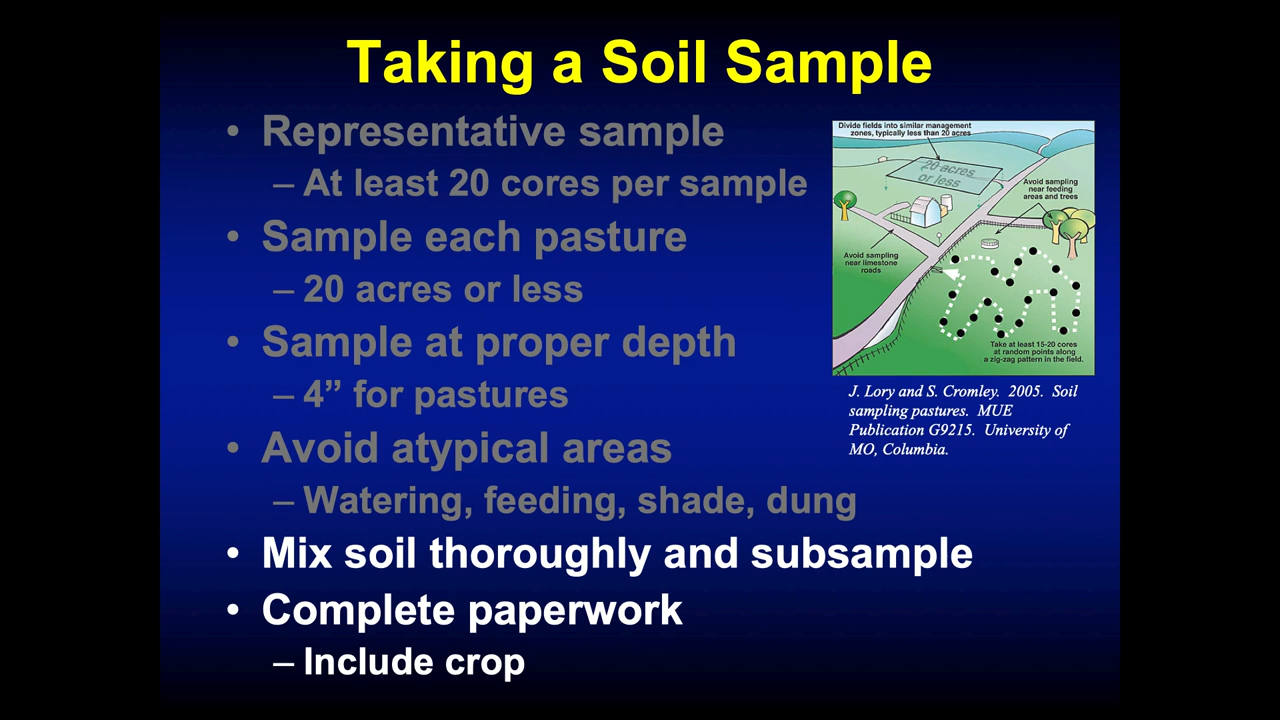 Taking a Soil Sample
• Representative sample
– At least 20 cores per sample
• Sample each pasture
– 20 acres or less
• Sample at proper depth
– 4” for pastures
• Avoid atypical areas
– Watering, feeding, shade, dung
• Mix soil thoroughly and subsample
• Complete paperwork
– Include crop
Divide fields into similar management
zones, typically less than 20 acres
20 acres
or less
Avoid sampling
near feeding
areas and trees
Avoid sampling
near limestone
roads
Take at least 15-20 cores
at random points along
a zig-zag pattern in the field.
J. Lory and S. Cromley. 2005. Soil
sampling pastures. MUE
Publication G9215. University of
MO, Columbia.